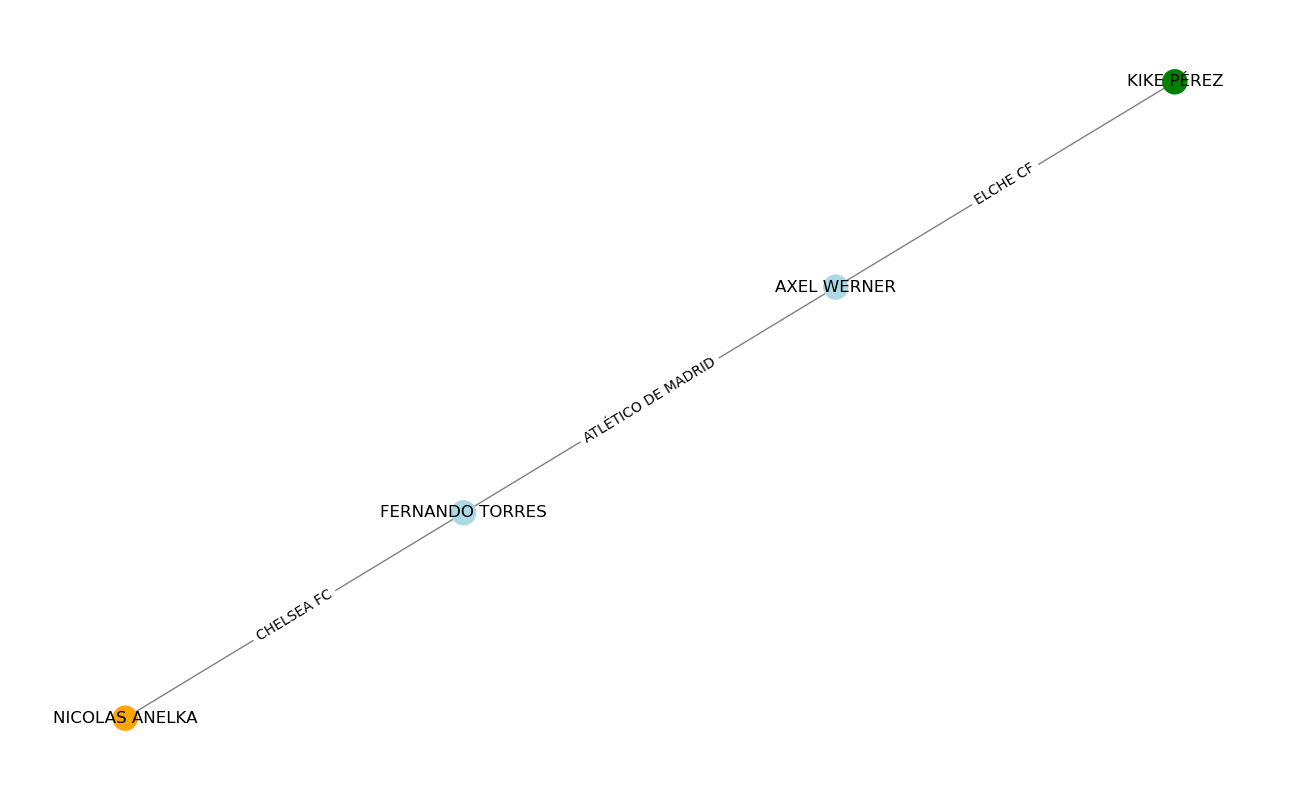 KIKE PÉREZ
ELCHE CF
AXEL WERNER
ATLÉTICO DE MADRID
FERNANDO TORRES
CHELSEA FC
NICOLAS ANELKA